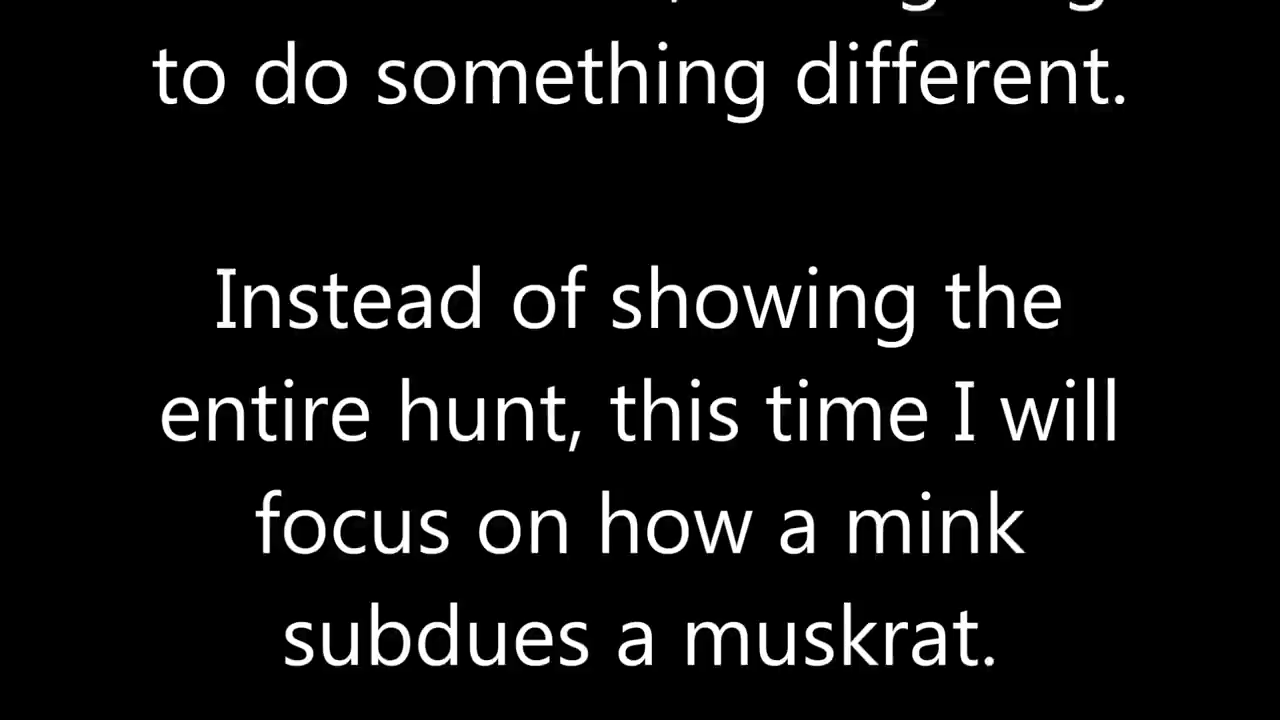 to do something different.
Instead of showing the
entire hunt, this time I will
focus on how a mink
subdues a muskrat.